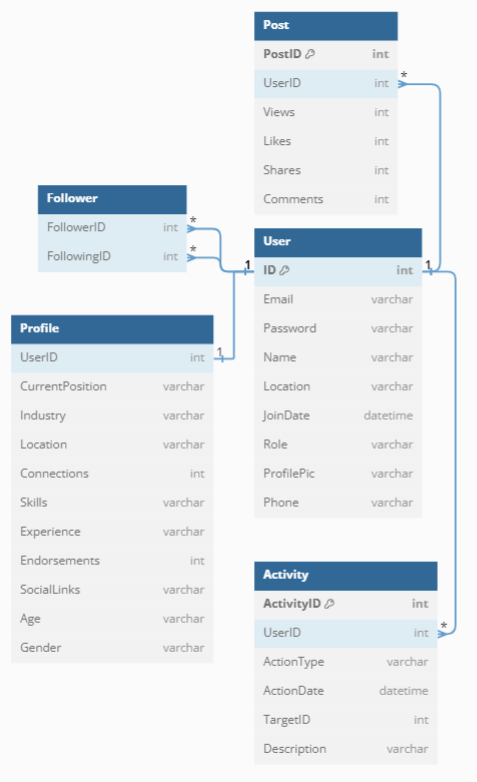 Post
PostID int
UserID int
Views int
Likes int
Shares int
Comments int
*
Follower
FollowerID int
FollowingID int
*
*
User
ID int
Email varchar
Password varchar
Name varchar
Location varchar
JoinDate datetime
Role varchar
ProfilePic varchar
Phone varchar
1
1
Profile
UserID int
CurrentPosition varchar
Industry varchar
Location varchar
Connections int
Skills varchar
Experience varchar
Endorsements int
SocialLinks varchar
Age varchar
Gender varchar
1
Activity
ActivityID int
UserID int
ActionType varchar
ActionDate datetime
TargetID int
Description varchar
*